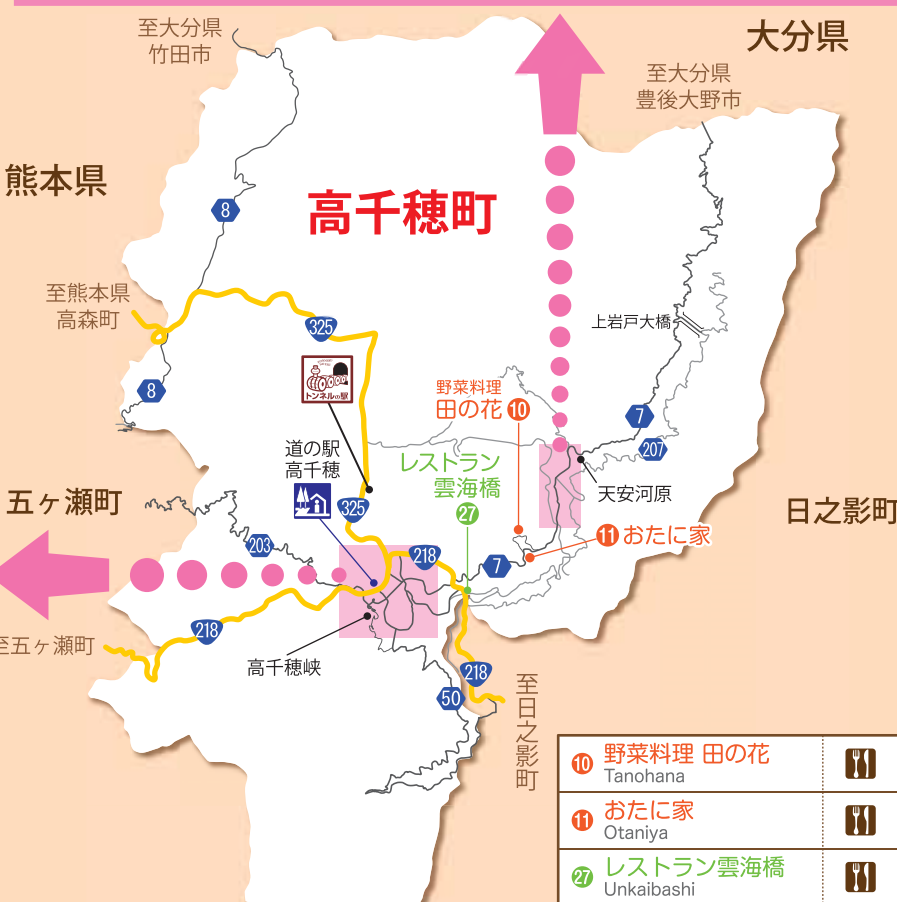 至大分県
竹田市
大分県
至大分県
豊後大野市
熊本県
高千穂町
8
至熊本県
高森町
325
上岩戸大橋
トンネルの駅
8
野菜料理
田の花 10
7
207
道の駅
高千穂
レストラン
雲海橋
27
天安河原
五ヶ瀬町
325
日之影町
203
11 おたに家
218
7
218
至五ヶ瀬町
高千穂峡
218
50
至日之影町
10 野菜料理 田の花
Tanohana
11 おたに家
Otaniya
27 レストラン雲海橋
Unkaibashi